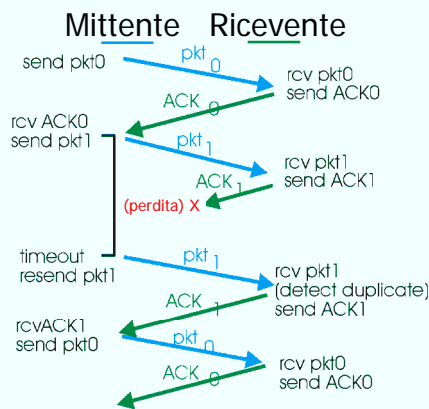 Mittente Ricevente
send pkt0
pkt 0
rcv pkt0
send ACK0
ACK 0
rcv ACK0
send pkt1
pkt 1
rcv pkt1
send ACK1
ACK 1
(perdita) X
timeout
resend pkt1
pkt 1
rcv pkt1
(detect duplicate)
send ACK1
ACK 1
rcvACK1
send pkt0
pkt 0
rcv pkt0
send ACK0
ACK 0